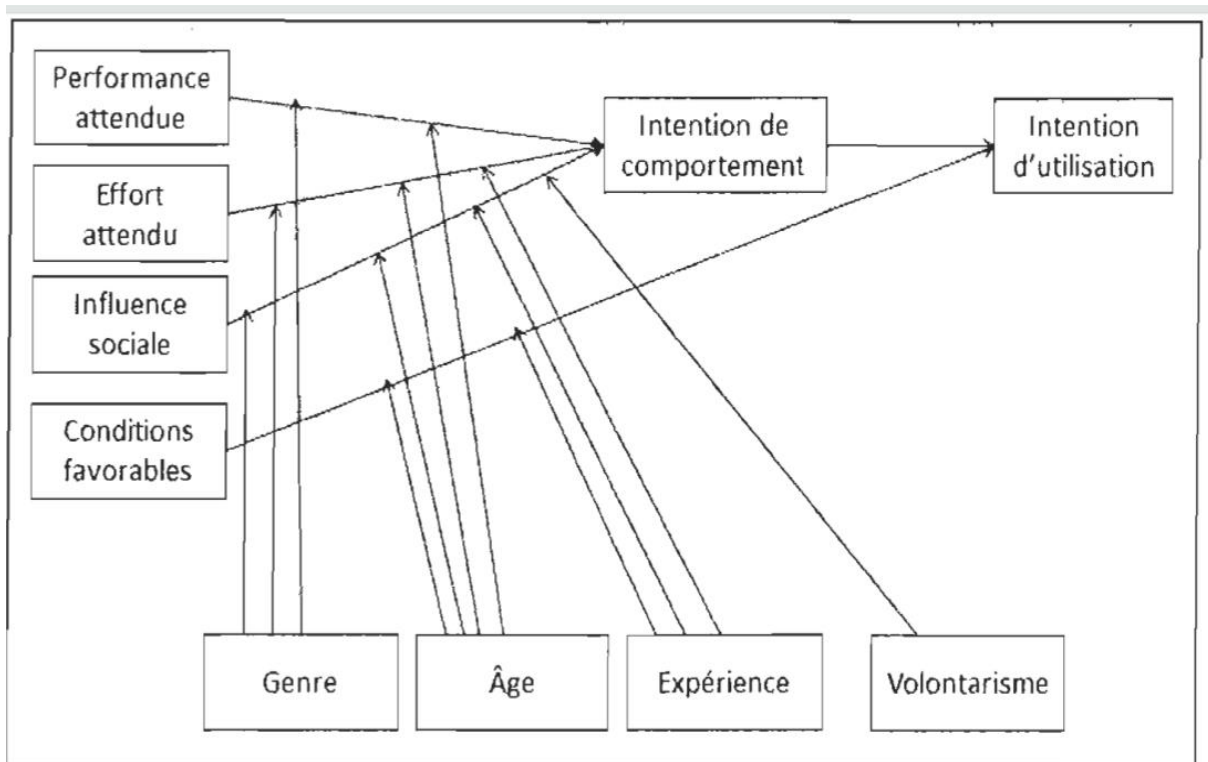 Performance
attendue
Intention de
comportement
Intention
d'utilisation
Effort
attendu
Influence
sociale
Conditions
favorables
Genre
Âge
Expérience
Volontarisme